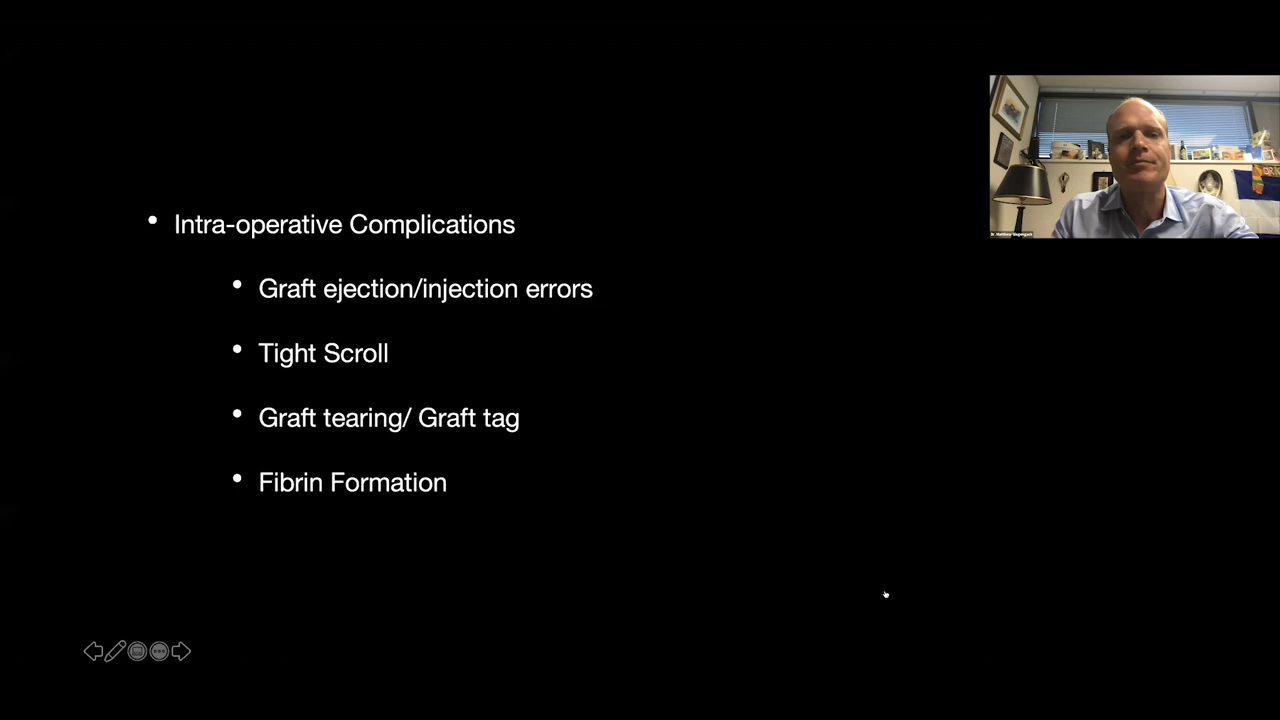 Intra-operative Complications
Graft ejection/injection errors
Tight Scroll
Graft tearing/ Graft tag
Fibrin Formation